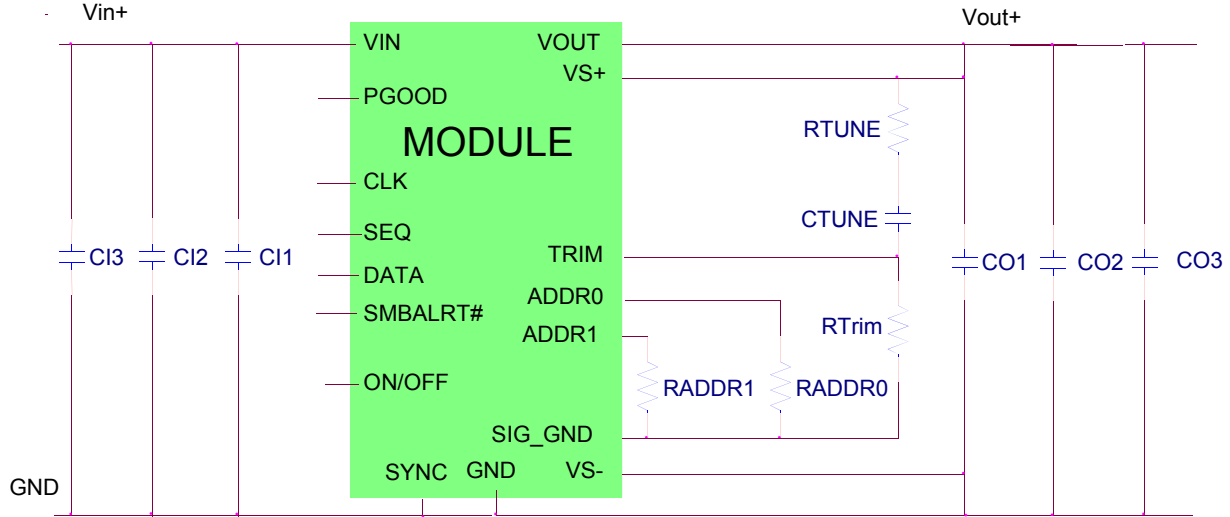 Vin+
Vout+
VIN
VOUT
VS+
PGOOD
RTUNE
MODULE
CLK
CTUNE
SEQ
TRIM
CI3
CI2
CI1
CO1
CO2
CO3
DATA
ADDR0
SMBALRT#
ADDR1
RTrim
ON/OFF
RADDR1
RADDR0
SIG_GND
SYNC
GND
VS-
GND